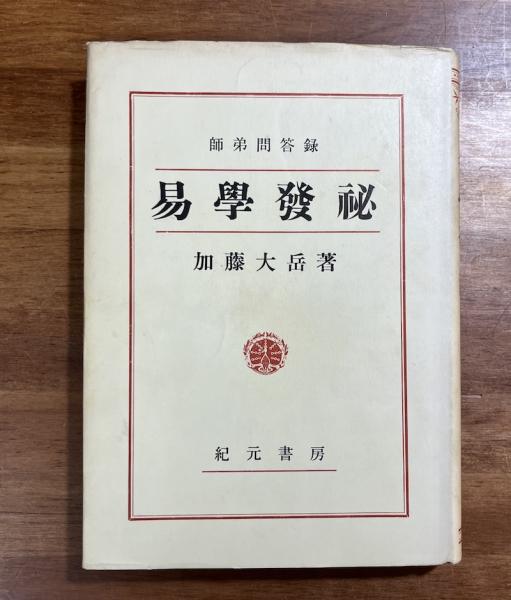 師弟問答録
易學發祕
加藤大岳著
紀元書房